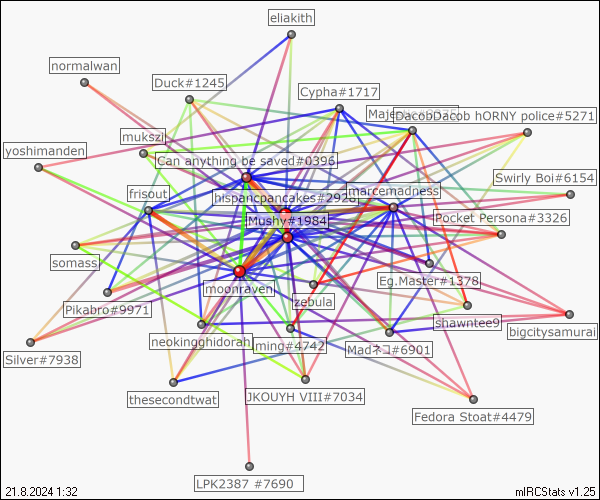 eliakith
normalwan
Duck#1245
Cypha#1717
DacobDacob hORNY police#5271
mukszi
yoshimanden
Can anything be saved#0396
Swirly Boi#6154
frisout
hispancpancakes#2923
marcemadness
Mushy#1984
Pocket Persona#3326
somassi
moonraven
Eg.Master#1378
Pikabro#9971
zebula
shawntee9
bigcitysamurai
neokingghidorah
ming#4742
Madネコ#6901
Silver#7938
thesecondtwat
JKOUYH VIII#7034
Fedora Stoat#4479
LPK2387 #7690
21.8.2024 1:32
mIRCStats v1.25